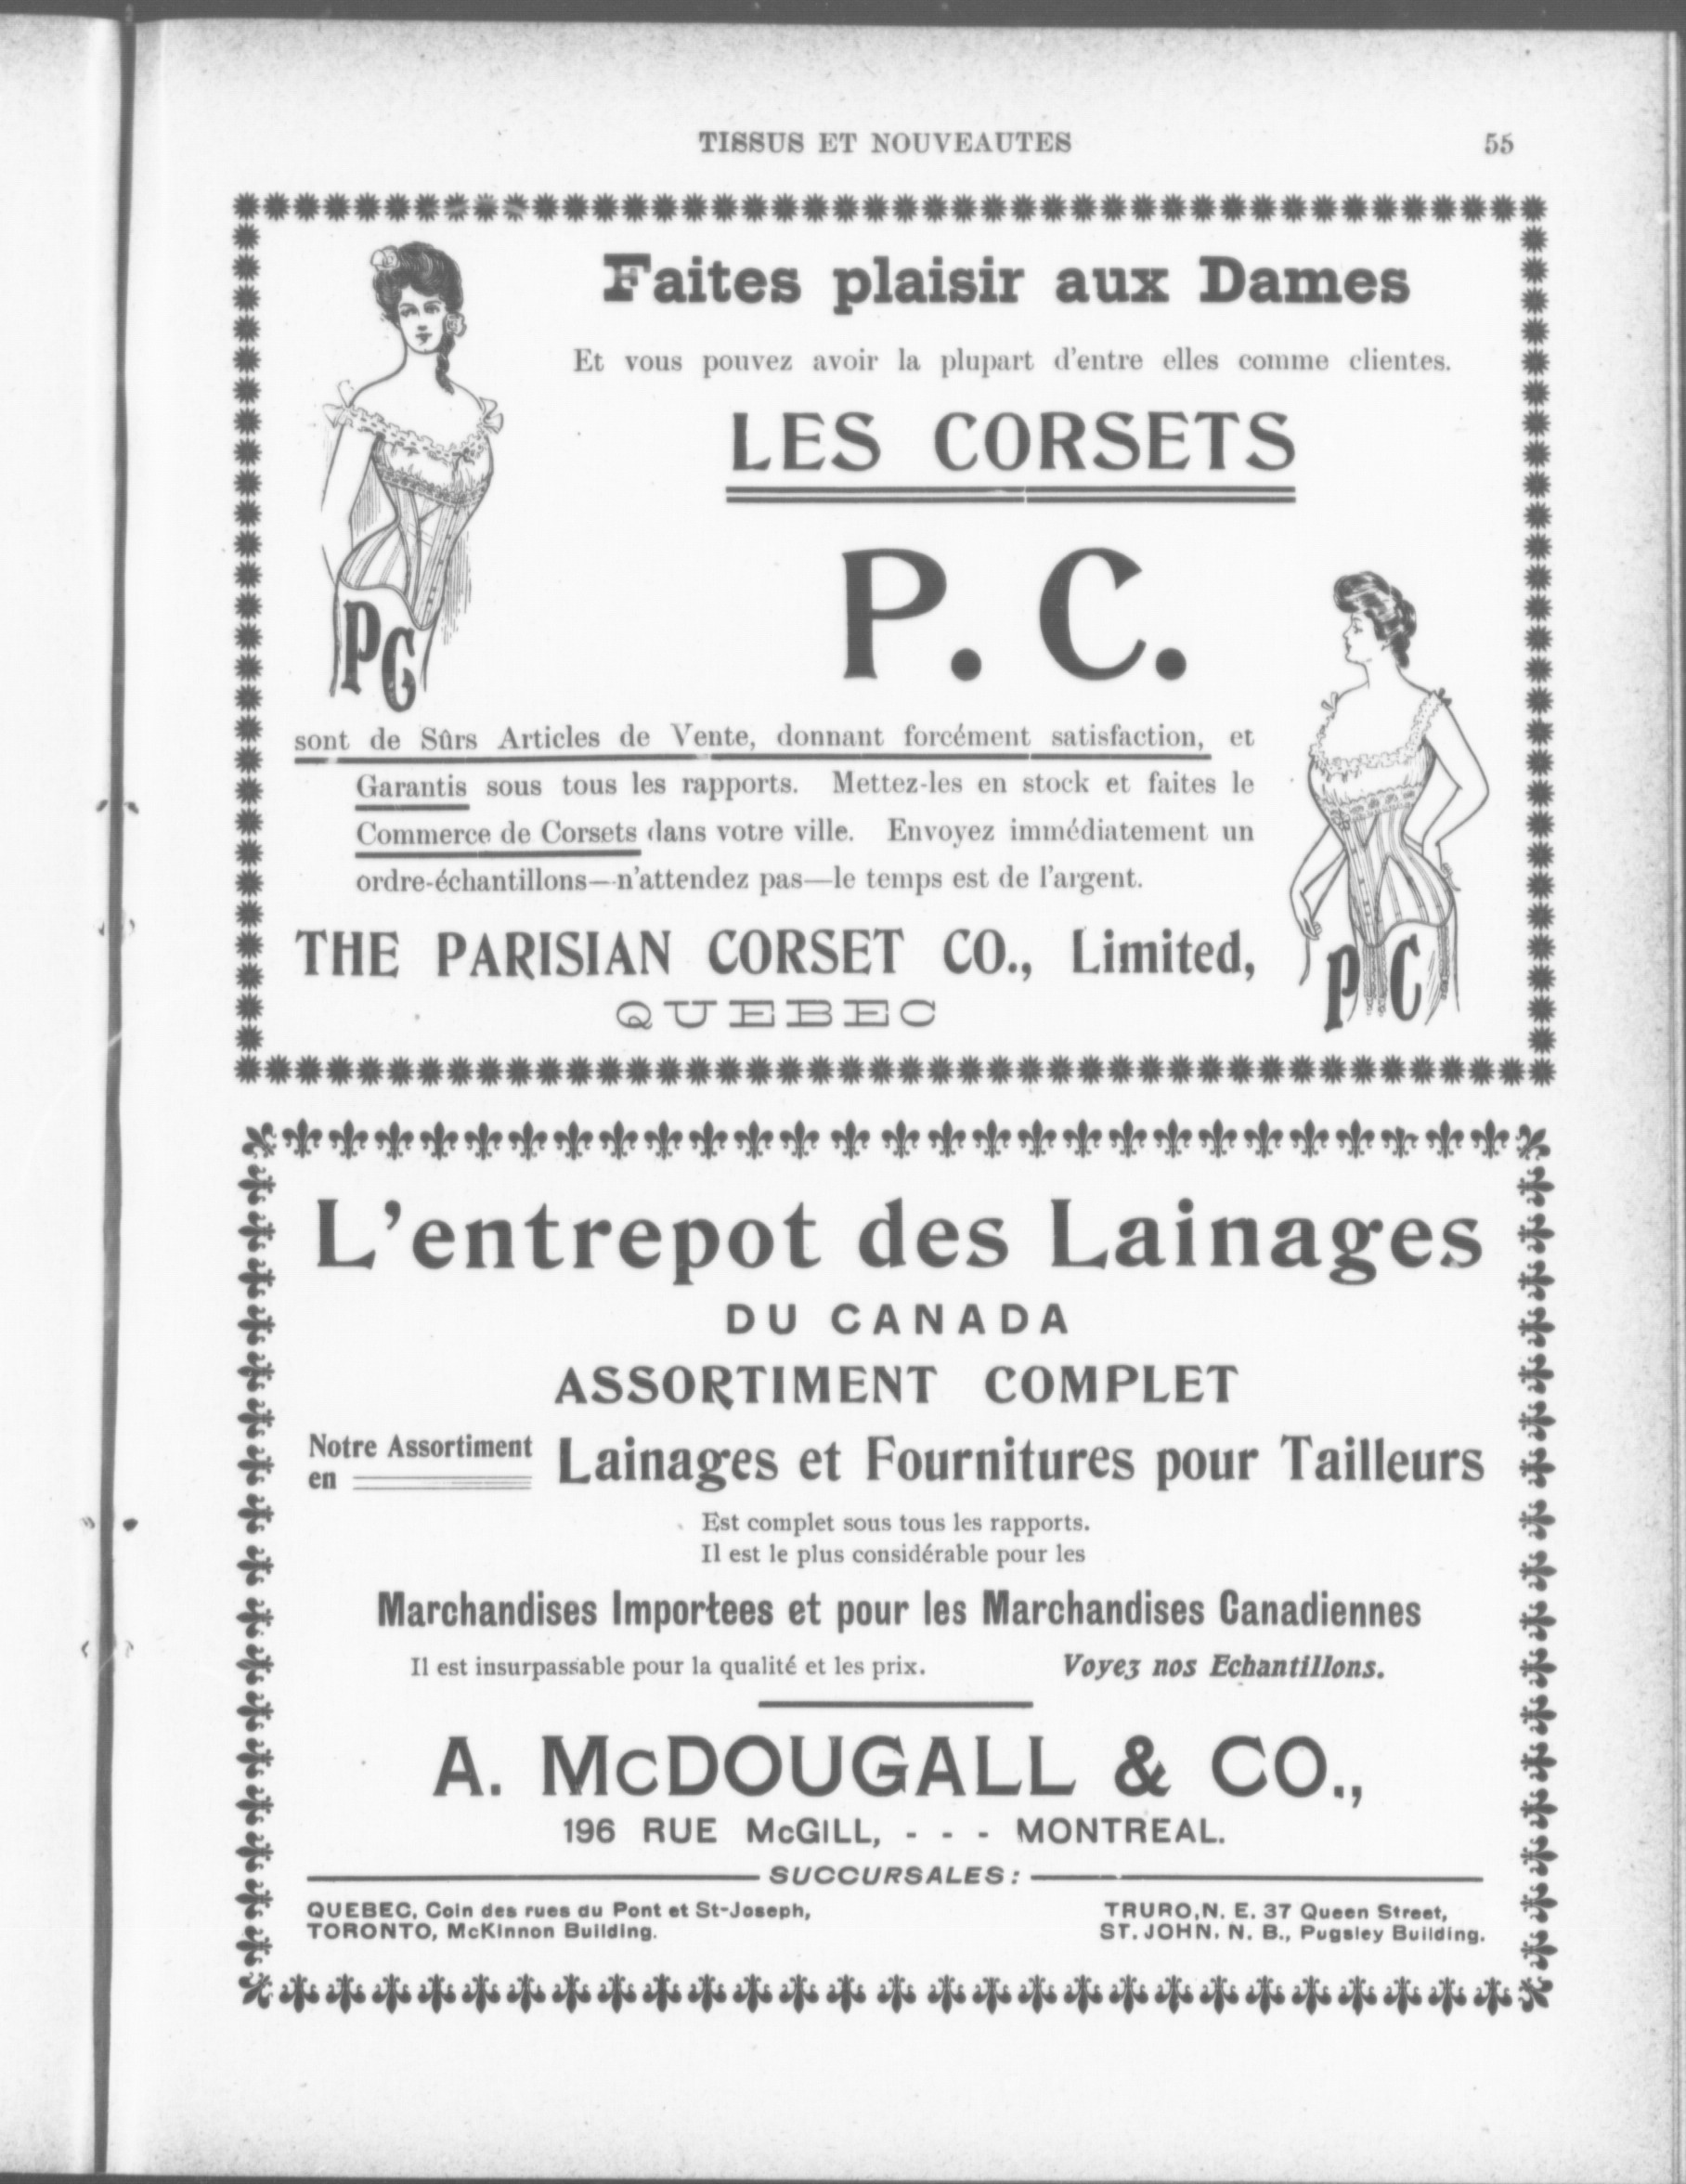 TISSUS ET NOUVEAUTES 55
Faites plaisir aux Dames
Et vous pouvez avoir la plupart d'entre elles comme clientes.
LES CORSETS
P. C.
PC
sont de Sûrs Articles de Vente, donnant forcément satisfaction, et
Garantis sous tous les rapports. Mettez-les en stock et faites le
Commerce de Corsets dans votre ville. Envoyez immédiatement un
ordre-échantillons—n'attendez pas—le temps est de l'argent.
THE PARISIAN CORSET CO., Limited,
QUEBEC
PC
L'entrepot des Lainages
DU CANADA
ASSORTIMENT COMPLET
Notre Assortiment
en
Lainages et Fournitures pour Tailleurs
Est complet sous tous les rapports.
Il est le plus considérable pour les
Marchandises Importees et pour les Marchandises Canadiennes
Il est insurpassable pour la qualité et les prix. Voyez nos Echantillons.
A. McDOUGALL & CO.,
196 RUE McGILL, - - - MONTREAL.
SUCCURSALES:
QUEBEC, Coin des rues du Pont et St-Joseph,
TORONTO, McKinnon Building.
TRURO, N. E. 37 Queen Street,
ST. JOHN. N. B., Pugsley Building.